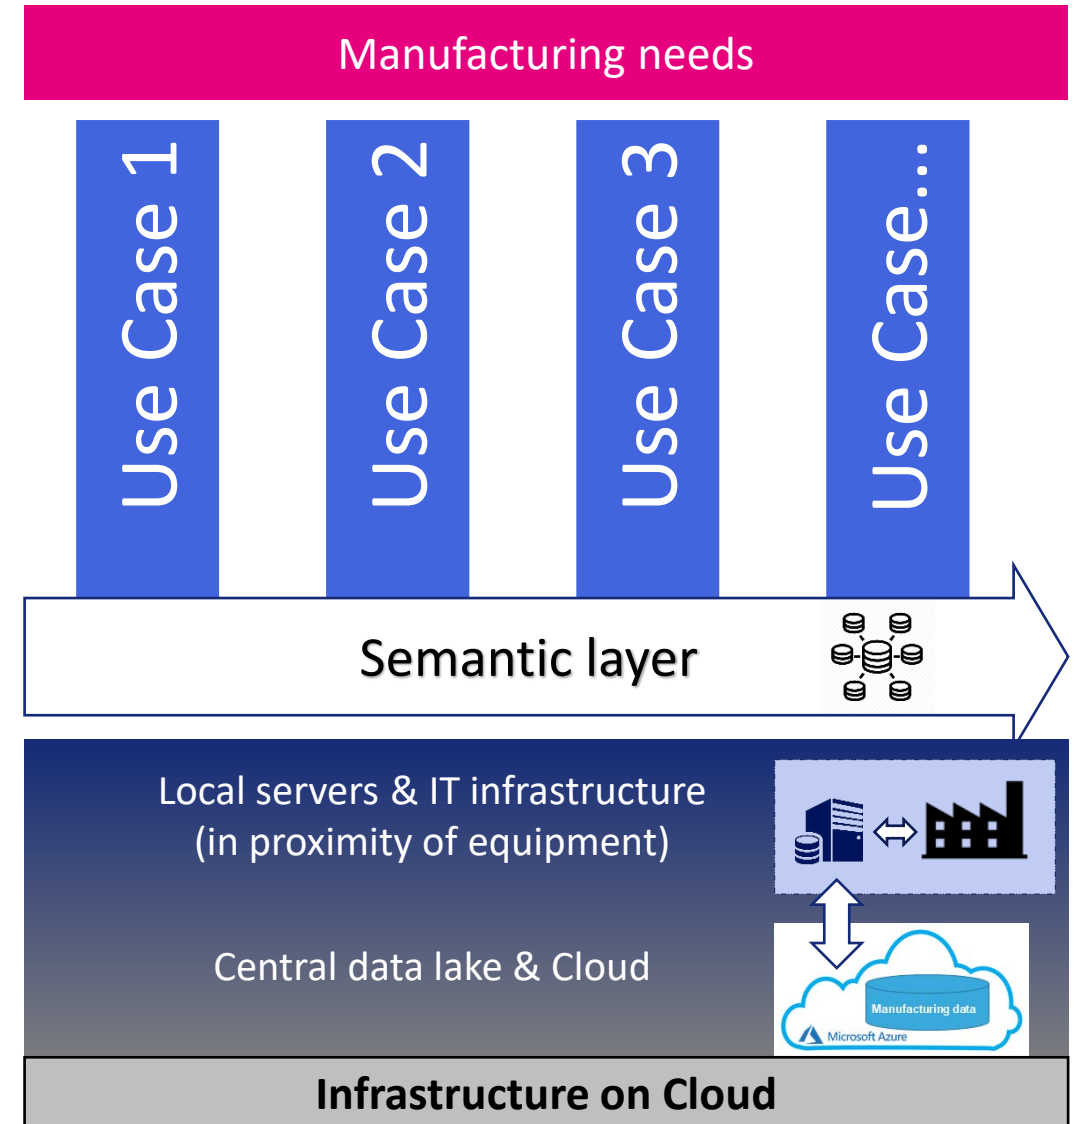 Manufacturing needs
Use Case 1
Use Case 2
Use Case 3
Use Case...
Semantic layer
Local servers & IT infrastructure
(in proximity of equipment)
Central data lake & Cloud
Manufacturing data
Microsoft Azure
Infrastructure on Cloud